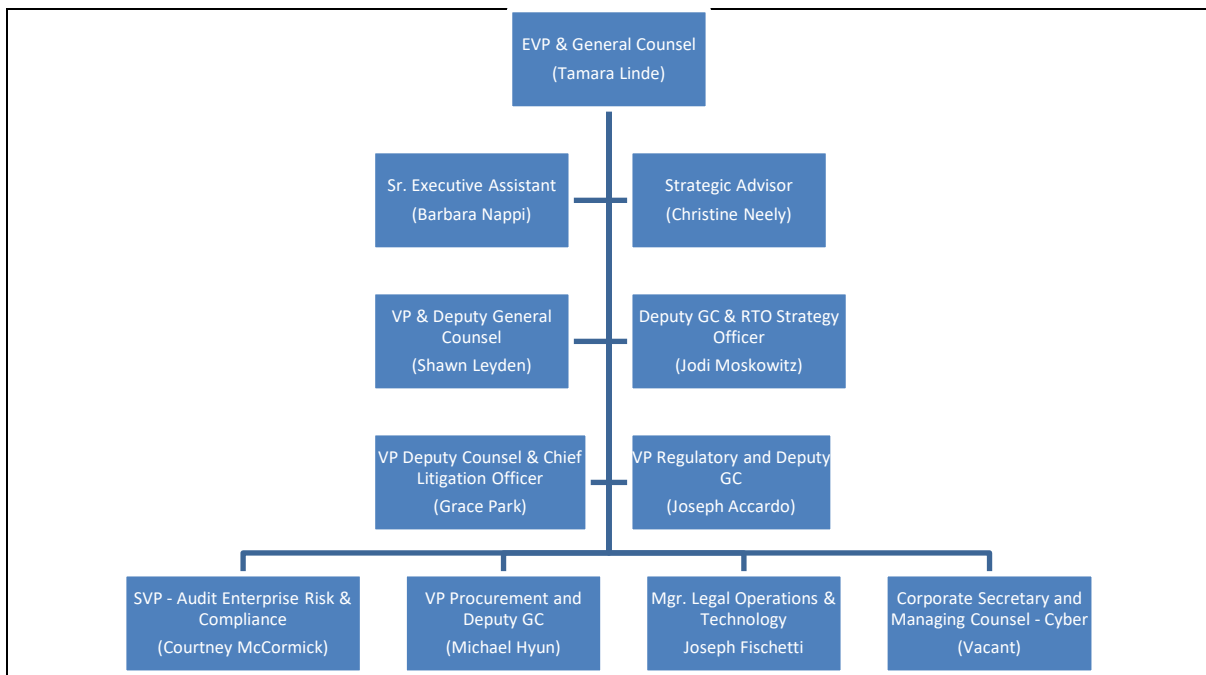 EVP & General Counsel
(Tamara Linde)
Sr. Executive Assistant
(Barbara Nappi)
Strategic Advisor
(Christine Neely)
VP & Deputy General
Counsel
(Shawn Leyden)
Deputy GC & RTO Strategy
Officer
(Jodi Moskowitz)
VP Deputy Counsel & Chief
Litigation Officer
(Grace Park)
VP Regulatory and Deputy
GC
(Joseph Accardo)
SVP - Audit Enterprise Risk &
Compliance
(Courtney McCormick)
VP Procurement and
Deputy GC
(Michael Hyun)
Mgr. Legal Operations &
Technology
Joseph Fischetti
Corporate Secretary and
Managing Counsel - Cyber
(Vacant)